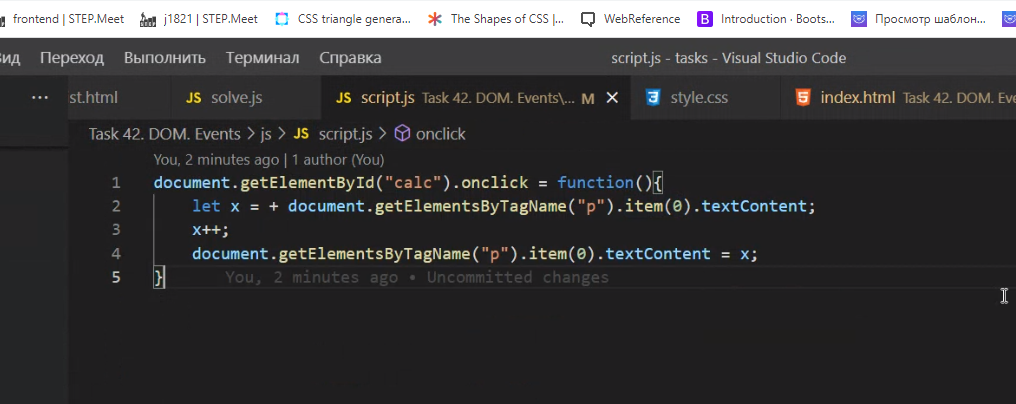 frontend | STEP.Meet j1821 | STEP.Meet CSS triangle genera... The Shapes of CSS |... WebReference B Introduction · Boots... Просмотр шаблон...
Вид Переход Выполнить Терминал Справка script.js - tasks - Visual Studio Code
··· st.html JS solve.js JS script.js Task 42. DOM. Events\... M × style.css index.html Task 42. DOM. Eve
Task 42. DOM. Events > js > JS script.js > onclick
You, 2 minutes ago | 1 author (You)
1 document.getElementById("calc").onclick = function(){
2 let x = + document.getElementsByTagName("p").item(0).textContent;
3 x++;
4 document.getElementsByTagName("p").item(0).textContent = x;
5 } You, 2 minutes ago • Uncommitted changes